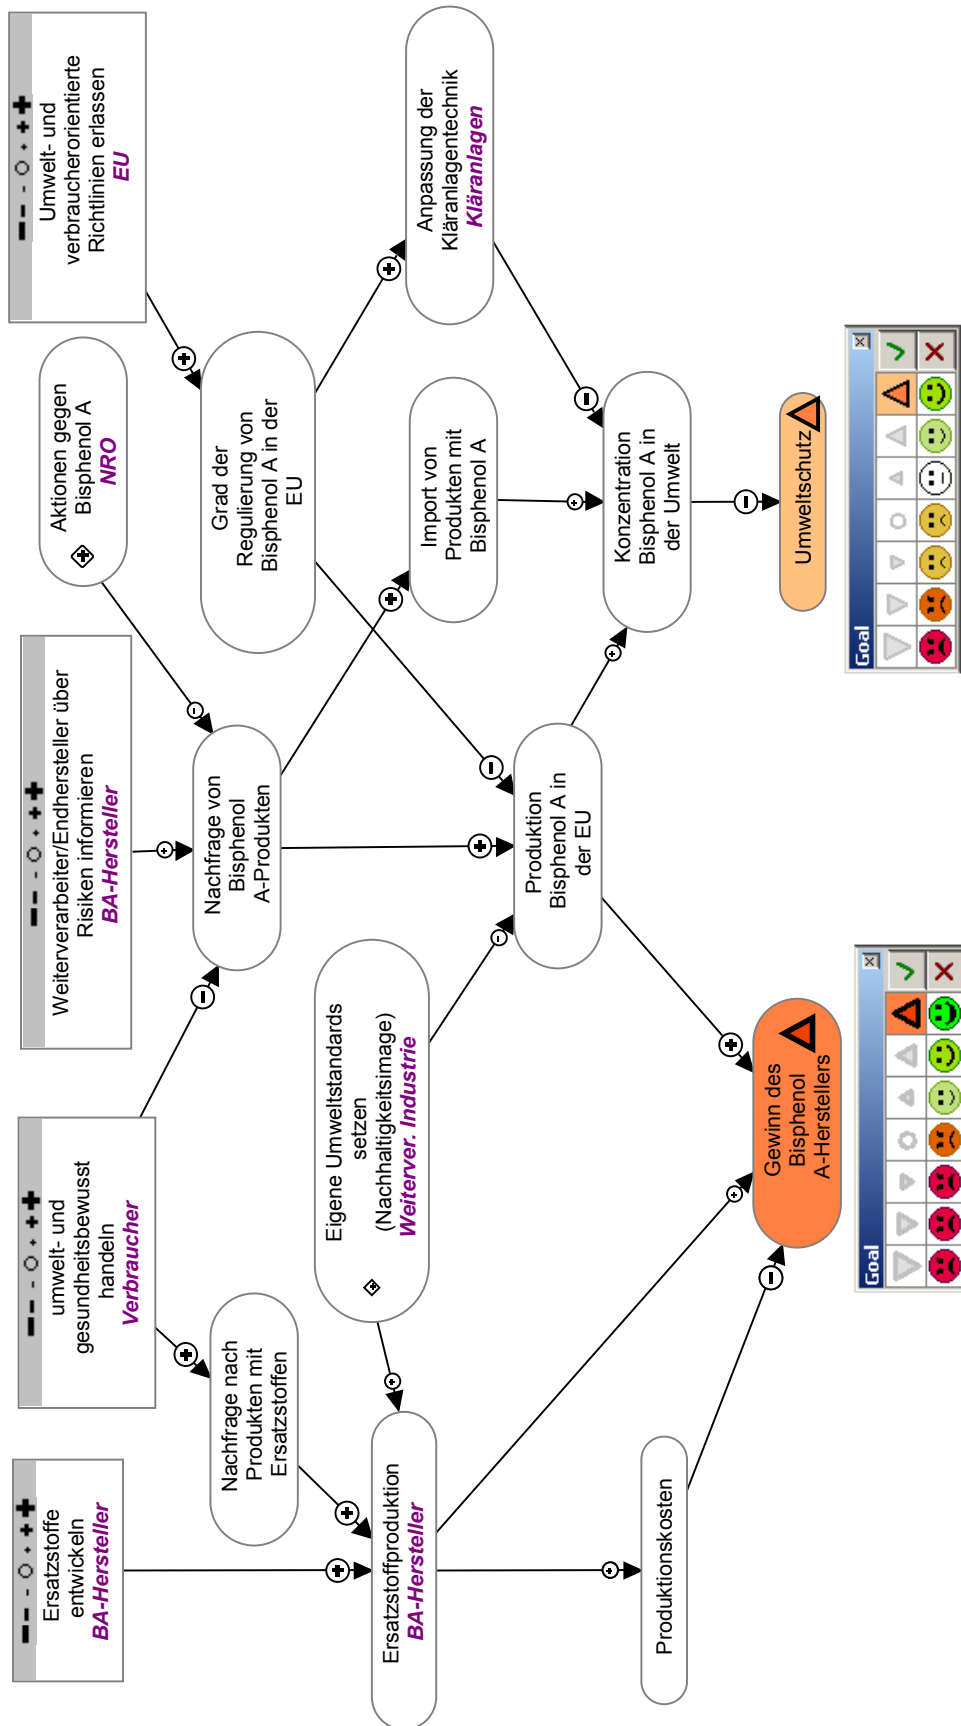 Ersatzstoffe
entwickeln
BA-Hersteller
umwelt- und
gesundheitsbewusst
handeln
Verbraucher
Weiterverarbeiter/Endhersteller über
Risiken informieren
BA-Hersteller
Aktionen gegen
Bisphenol A
NRO
Umwelt- und
verbraucherorientierte
Richtlinien erlassen
EU
Nachfrage nach
Produkten mit
Ersatzstoffen
Nachfrage von
Bisphenol
A-Produkten
Grad der
Regulierung von
Bisphenol A in der
EU
Eigene Umweltstandards
setzen
(Nachhaltigkeitsimage)
Weiterver. Industrie
Ersatzstoffproduktion
BA-Hersteller
Import von
Produkten mit
Bisphenol A
Anpassung der
Kläranlagentechnik
Kläranlagen
Produktion
Bisphenol A in
der EU
Konzentration
Bisphenol A in
der Umwelt
Produktionskosten
Gewinn des
Bisphenol
A-Herstellers
Umweltschutz
Goal
Goal